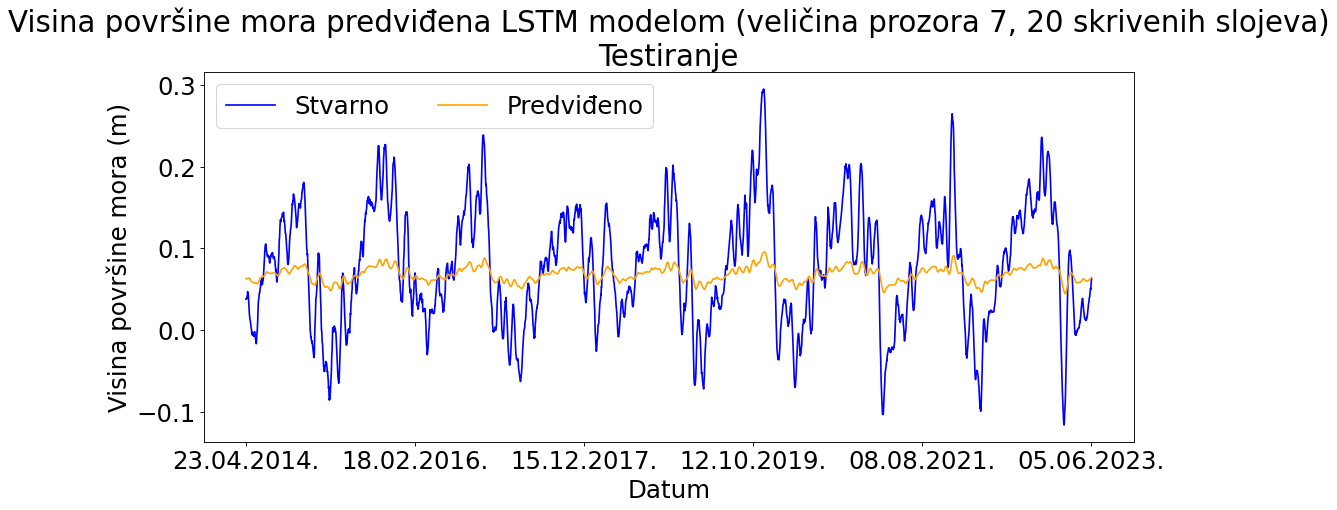 Visina površine mora predviđena LSTM modelom (veličina prozora 7, 20 skrivenih slojeva)
Testiranje
Stvarno
Predviđeno
Visina površine mora (m)
0.3
0.2
0.1
0.0
−0.1
23.04.2014.
18.02.2016.
15.12.2017.
12.10.2019.
08.08.2021.
05.06.2023.
Datum